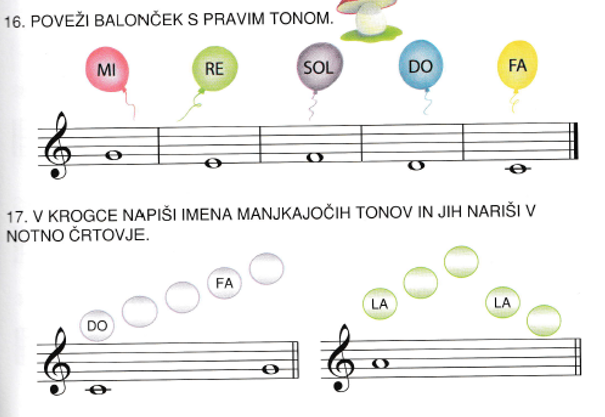 16. POVEŽI BALONČEK S PRAVIM TONOM.
MI RE SOL DO FA
17. V KROGCE NAPIŠI IMENA MANJKAJOČIH TONOV IN JIH NARIŠI V
NOTNO ČRTOVJE.
DO FA LA LA